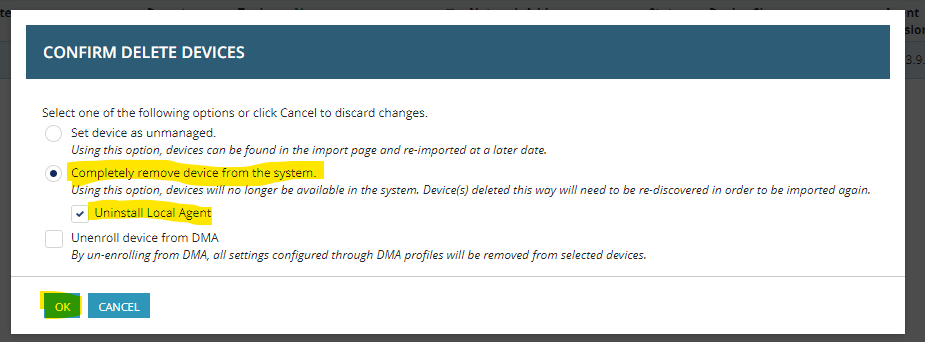 CONFIRM DELETE DEVICES
Select one of the following options or click Cancel to discard changes.
Set device as unmanaged.
Using this option, devices can be found in the import page and re-imported at a later date.
Completely remove device from the system.
Using this option, devices will no longer be available in the system. Device(s) deleted this way will need to be re-discovered in order to be imported again.
Uninstall Local Agent
Unenroll device from DMA
By un-enrolling from DMA, all settings configured through DMA profiles will be removed from selected devices.
OK CANCEL